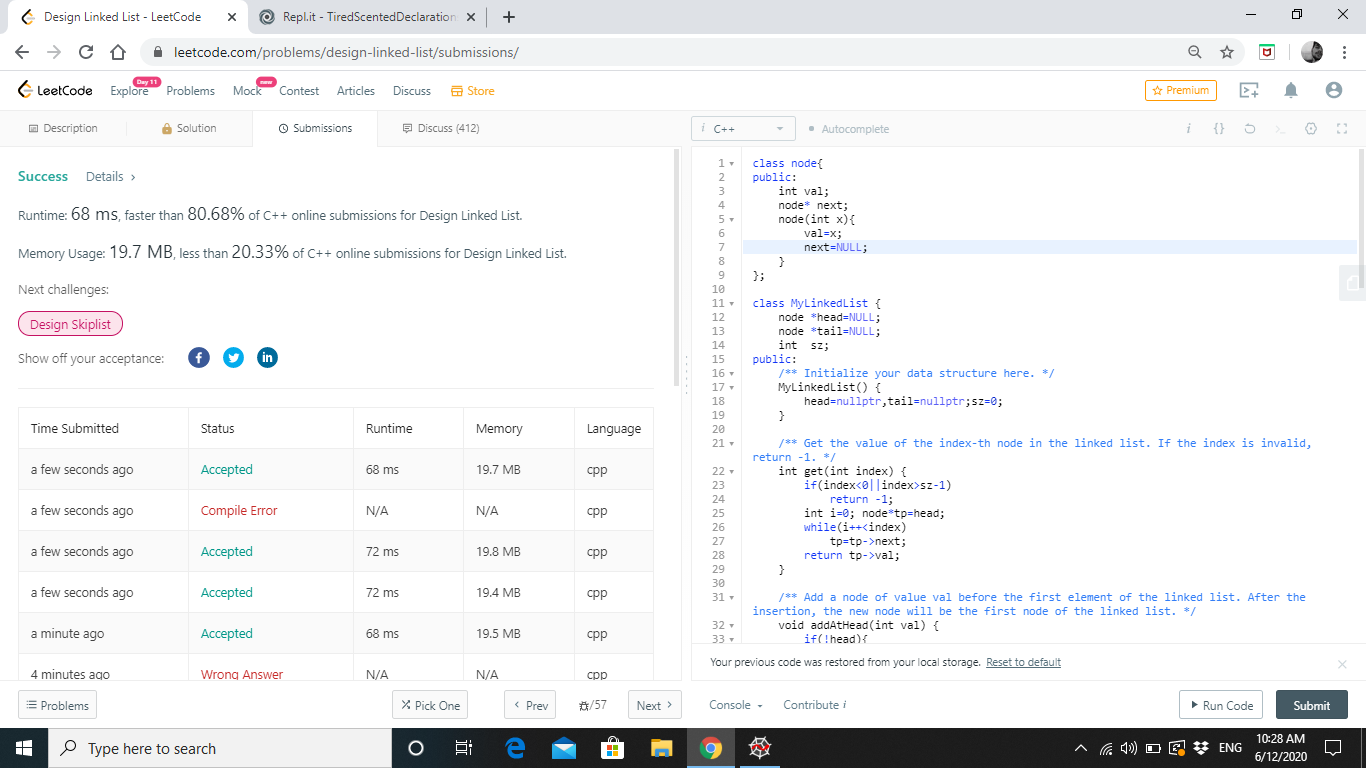 Design Linked List - LeetCode
Repl.it - TiredScentedDeclaration
leetcode.com/problems/design-linked-list/submissions/
LeetCode Explore Day 11 Problems Mock new Contest Articles Discuss Store Premium
Description Solution Submissions Discuss (412)
Success Details ›
Runtime: 68 ms, faster than 80.68% of C++ online submissions for Design Linked List.
Memory Usage: 19.7 MB, less than 20.33% of C++ online submissions for Design Linked List.
Next challenges:
Design Skiplist
Show off your acceptance:
Time Submitted Status Runtime Memory Language
a few seconds ago Accepted 68 ms 19.7 MB cpp
a few seconds ago Compile Error N/A N/A cpp
a few seconds ago Accepted 72 ms 19.8 MB cpp
a few seconds ago Accepted 72 ms 19.4 MB cpp
a minute ago Accepted 68 ms 19.5 MB cpp
4 minutes ago Wrong Answer N/A N/A cpp
Problems Pick One ‹ Prev /57 Next ›
i C++ Autocomplete i {}
1 class node{
2 public:
3 int val;
4 node* next;
5 node(int x){
6 val=x;
7 next=NULL;
8 }
9 };
10
11 class MyLinkedList {
12 node *head=NULL;
13 node *tail=NULL;
14 int sz;
15 public:
16 /** Initialize your data structure here. */
17 MyLinkedList() {
18 head=nullptr,tail=nullptr;sz=0;
19 }
20
21 /** Get the value of the index-th node in the linked list. If the index is invalid,
return -1. */
22 int get(int index) {
23 if(index<0||index>sz-1)
24 return -1;
25 int i=0; node*tp=head;
26 while(i++<index)
27 tp=tp->next;
28 return tp->val;
29 }
30
31 /** Add a node of value val before the first element of the linked list. After the
insertion, the new node will be the first node of the linked list. */
32 void addAtHead(int val) {
33 if(!head){
Your previous code was restored from your local storage. Reset to default
Console Contribute i Run Code Submit
Type here to search
ENG
10:28 AM
6/12/2020